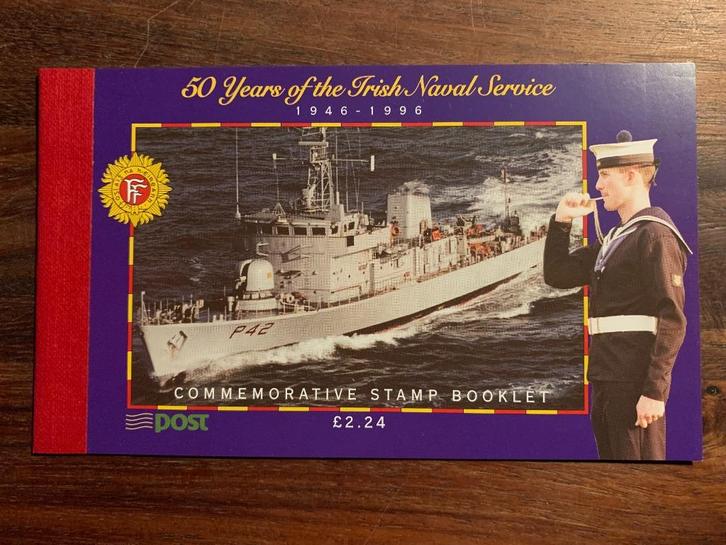 50 Years of the Irish Naval Service
1946-1996
P42
COMMEMORATIVE STAMP BOOKLET
post
£2.24